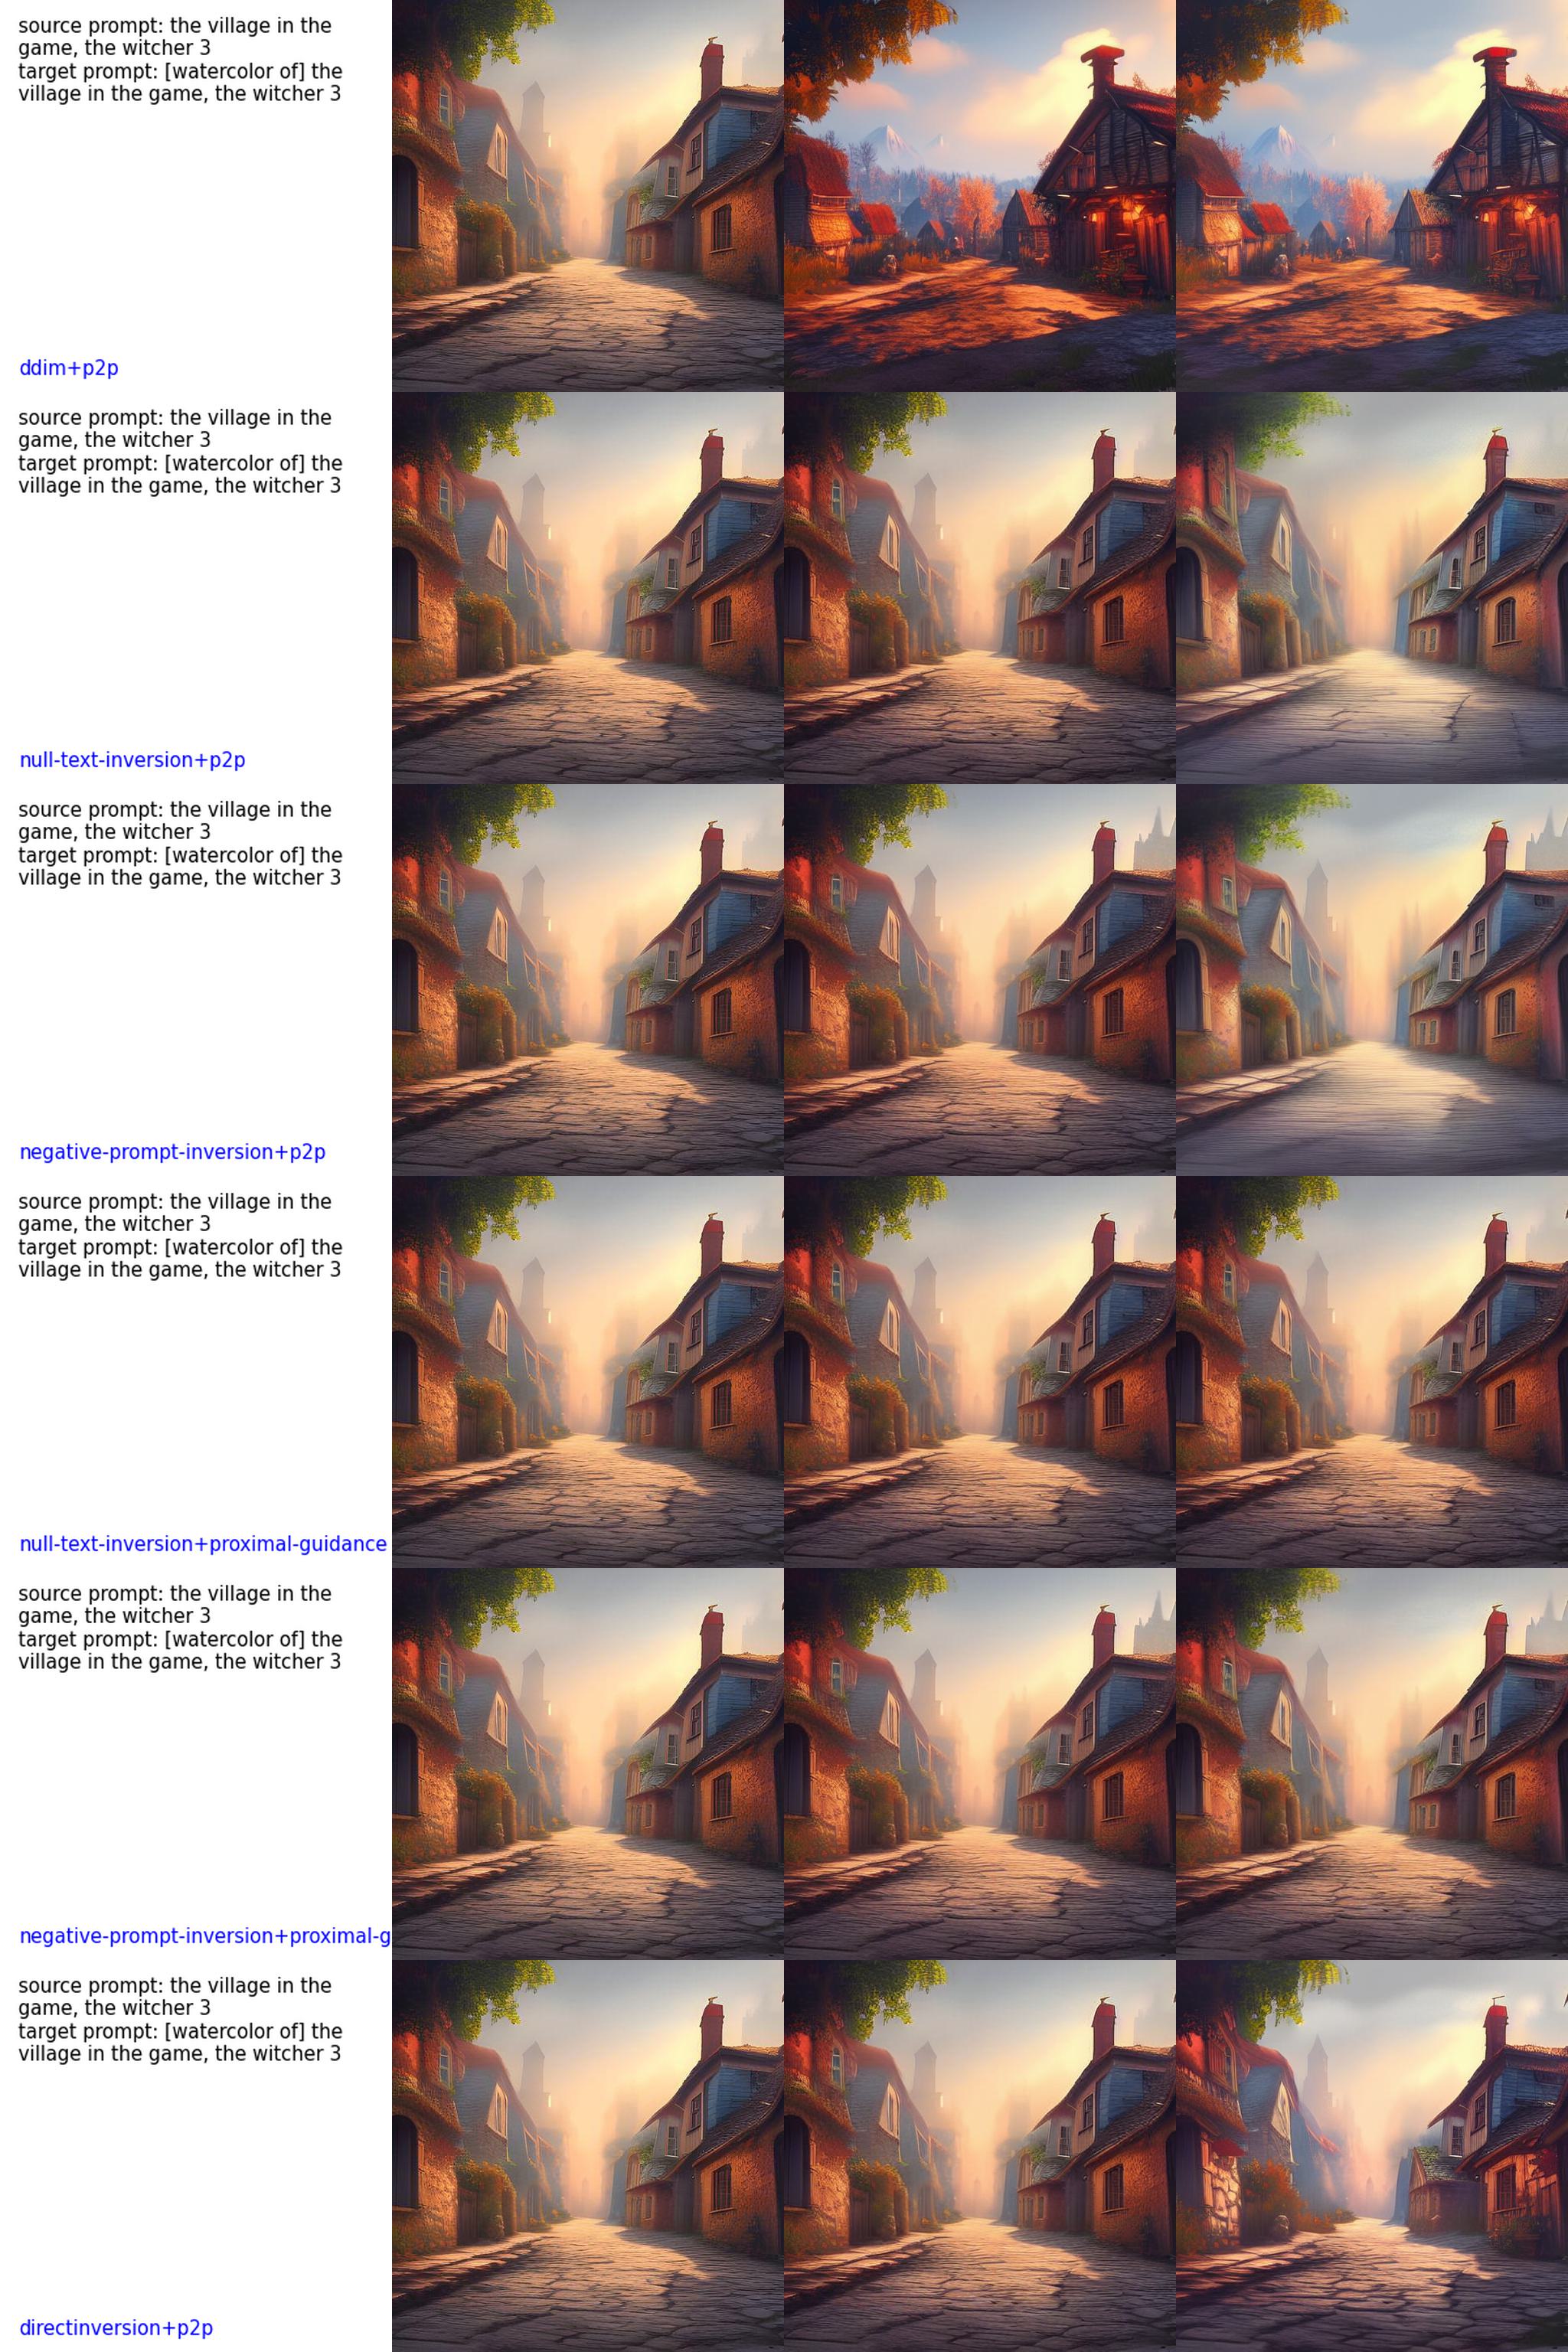 source prompt: the village in the
game, the witcher 3
target prompt: [watercolor of] the
village in the game, the witcher 3
ddim+p2p
source prompt: the village in the
game, the witcher 3
target prompt: [watercolor of] the
village in the game, the witcher 3
null-text-inversion+p2p
source prompt: the village in the
game, the witcher 3
target prompt: [watercolor of] the
village in the game, the witcher 3
negative-prompt-inversion+p2p
source prompt: the village in the
game, the witcher 3
target prompt: [watercolor of] the
village in the game, the witcher 3
null-text-inversion+proximal-guidance
source prompt: the village in the
game, the witcher 3
target prompt: [watercolor of] the
village in the game, the witcher 3
negative-prompt-inversion+proximal-g
source prompt: the village in the
game, the witcher 3
target prompt: [watercolor of] the
village in the game, the witcher 3
directinversion+p2p